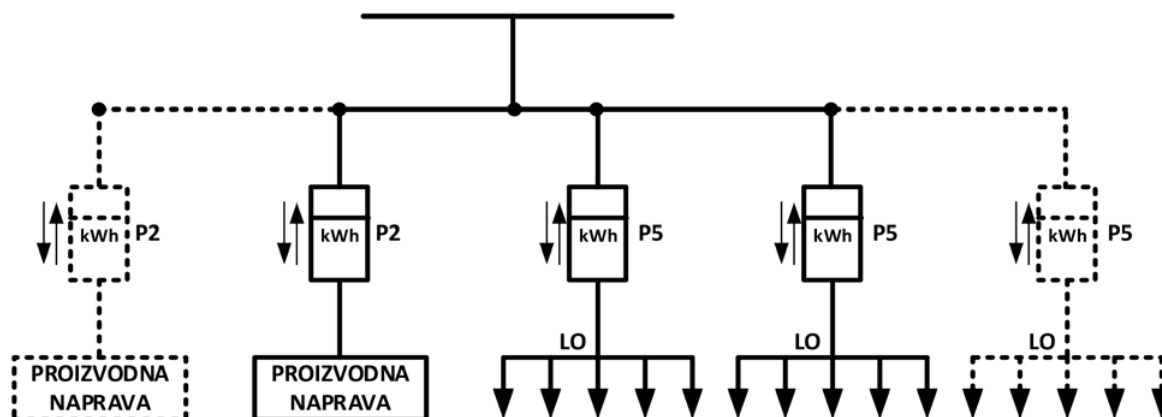 kWh P2
kWh P2
kWh P5
kWh P5
kWh P5
LO
LO
LO
PROIZVODNA
NAPRAVA
PROIZVODNA
NAPRAVA